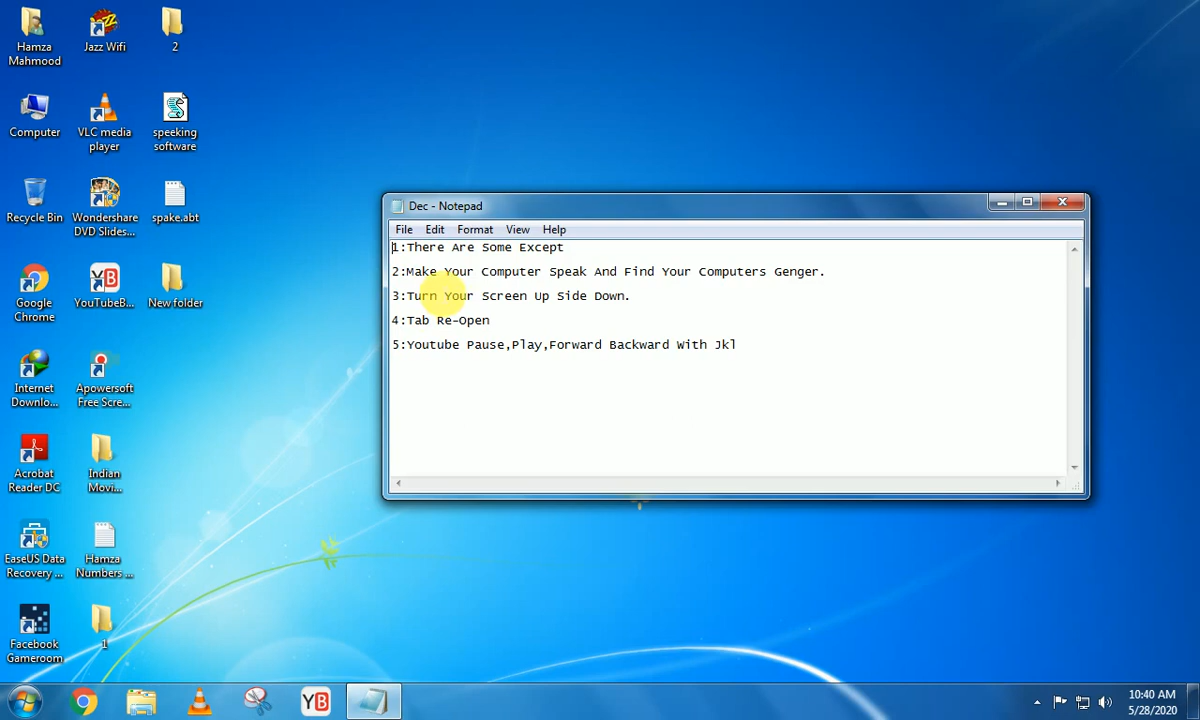 Hamza
Mahmood
Jazz Wifi
2
Computer
VLC media
player
speeking
software
Recycle Bin
Wondershare
DVD Slides...
spake.abt
Google
Chrome
YouTubeB...
New folder
Internet
Downlo...
Apowersoft
Free Scre...
Acrobat
Reader DC
Indian
Movi...
EaseUS Data
Recovery ...
Hamza
Numbers ...
Facebook
Gameroom
1
Dec - Notepad
File Edit Format View Help
1:There Are Some Except
2:Make Your Computer Speak And Find Your Computers Genger.
3:Turn Your Screen Up Side Down.
4:Tab Re-Open
5:Youtube Pause,Play,Forward Backward With Jkl
YB
10:40 AM
5/28/2020